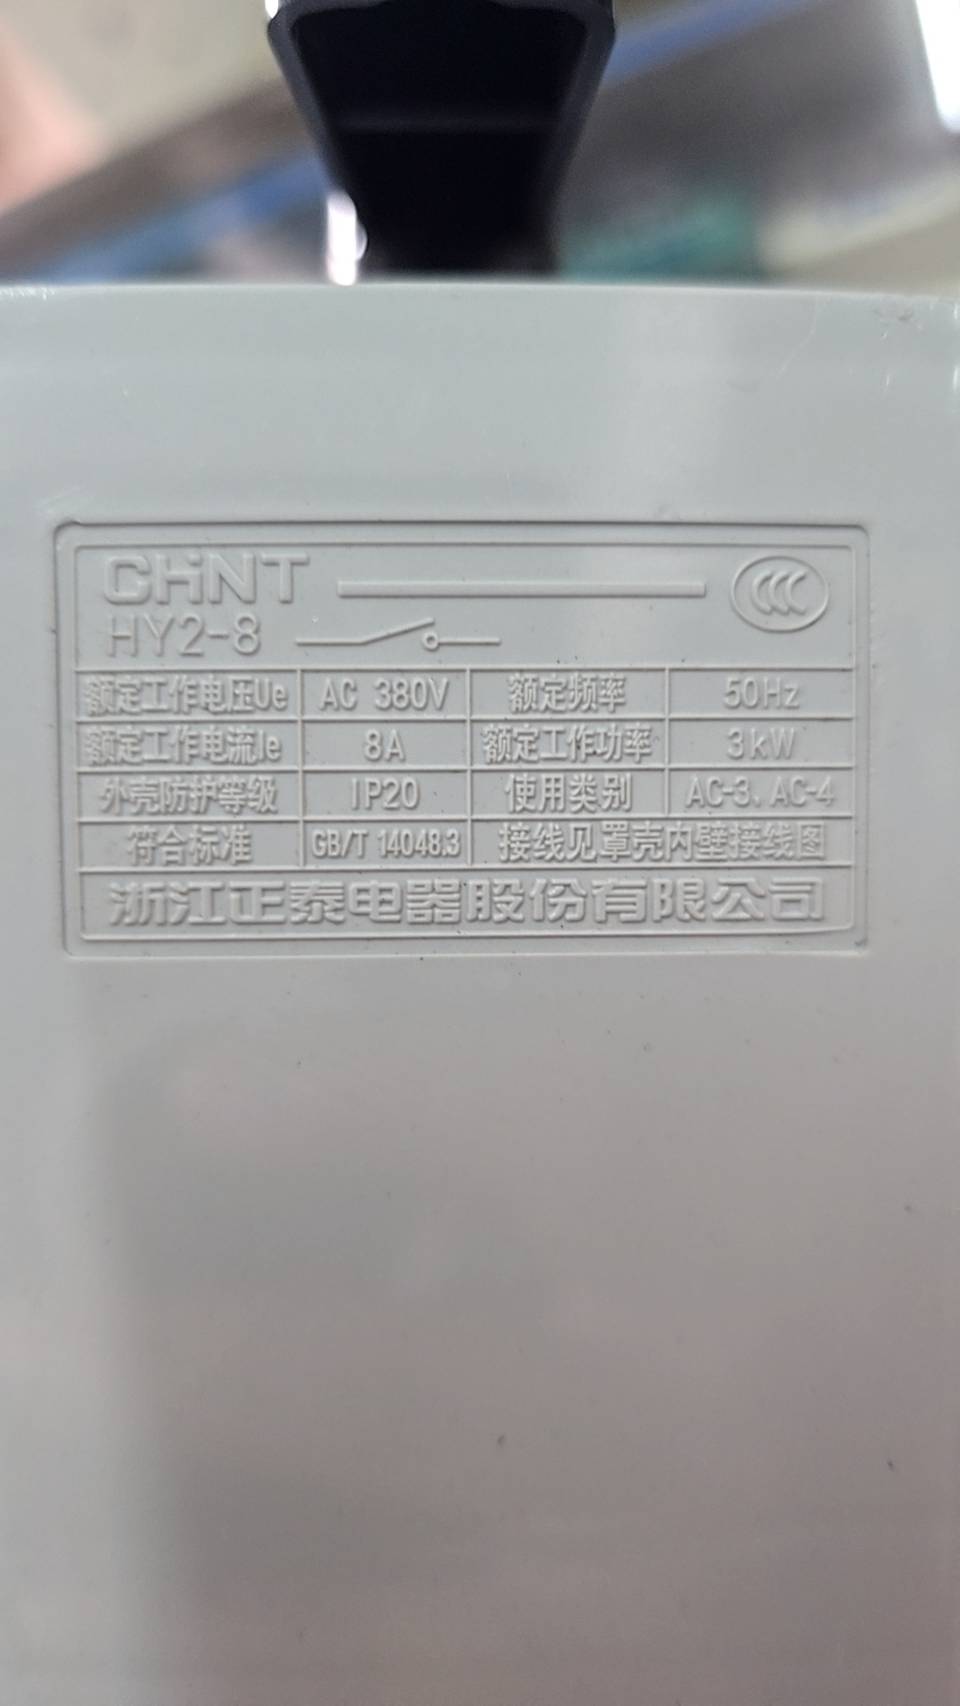 CHiNT
CCC
HY2-8
额定工作电压Ue AC 380V 额定频率 50Hz
额定工作电流Ie 8A 额定工作功率 3kW
外壳防护等级 IP20 使用类别 AC-3、AC-4
符合标准 GB/T 14048.3 接线见罩壳内壁接线图
浙江正泰电器股份有限公司